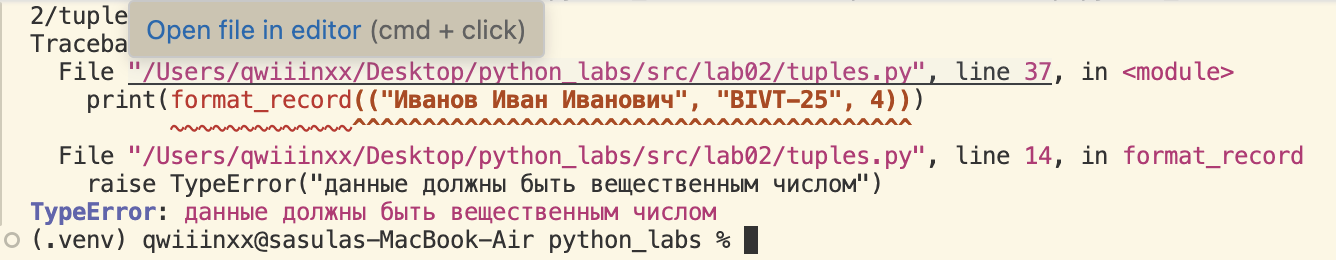 2/tuple
Open file in editor (cmd + click)
Traceba
File "/Users/qwiiinxx/Desktop/python_labs/src/lab02/tuples.py", line 37, in <module>
print(format_record(("Иванов Иван Иванович", "BIVT-25", 4)))
~~~~~~~~~~~~~^^^^^^^^^^^^^^^^^^^^^^^^^^^^^^^^^^^^^^^^
File "/Users/qwiiinxx/Desktop/python_labs/src/lab02/tuples.py", line 14, in format_record
raise TypeError("данные должны быть вещественным числом")
TypeError: данные должны быть вещественным числом
(.venv) qwiiinxx@sasulas-MacBook-Air python_labs %